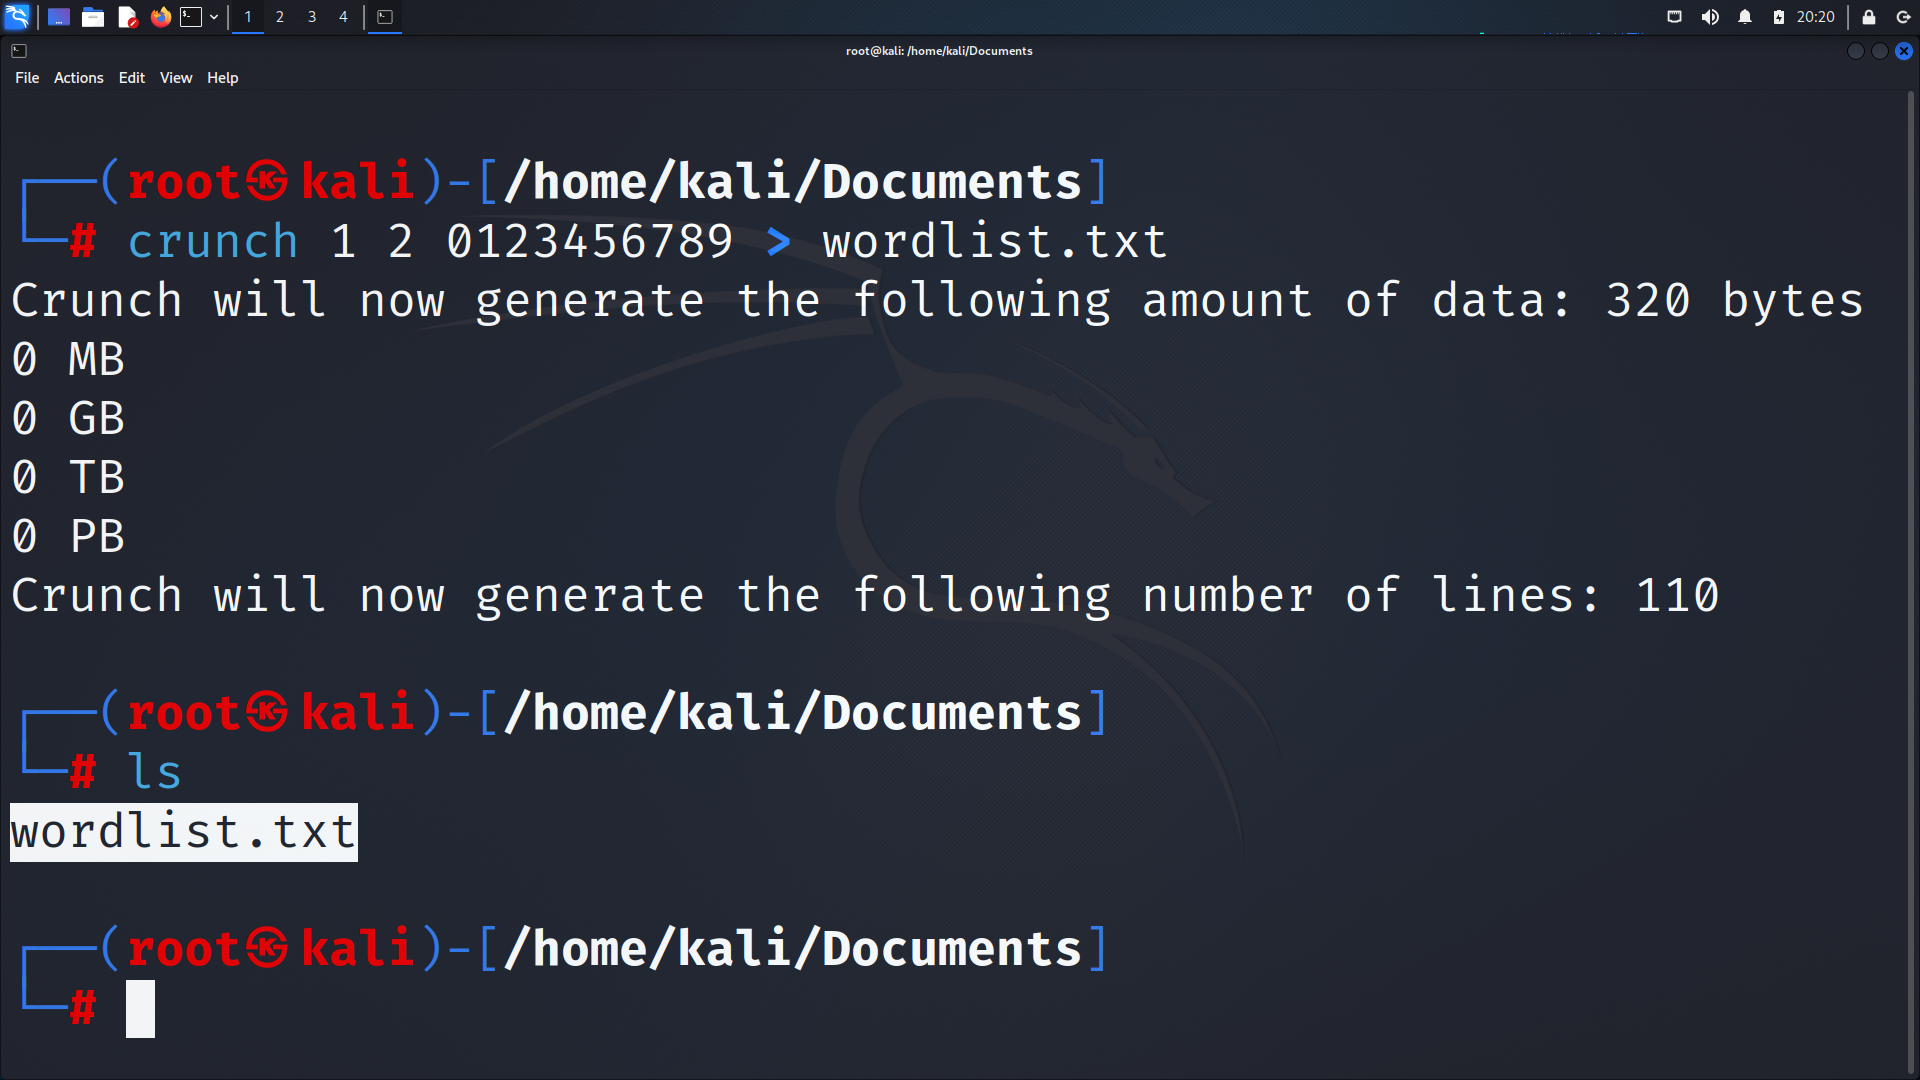 1 2 3 4 20:20
root@kali: /home/kali/Documents
File Actions Edit View Help
┌──(root㉿kali)-[/home/kali/Documents]
└─# crunch 1 2 0123456789 > wordlist.txt
Crunch will now generate the following amount of data: 320 bytes
0 MB
0 GB
0 TB
0 PB
Crunch will now generate the following number of lines: 110
┌──(root㉿kali)-[/home/kali/Documents]
└─# ls
wordlist.txt
┌──(root㉿kali)-[/home/kali/Documents]
└─#